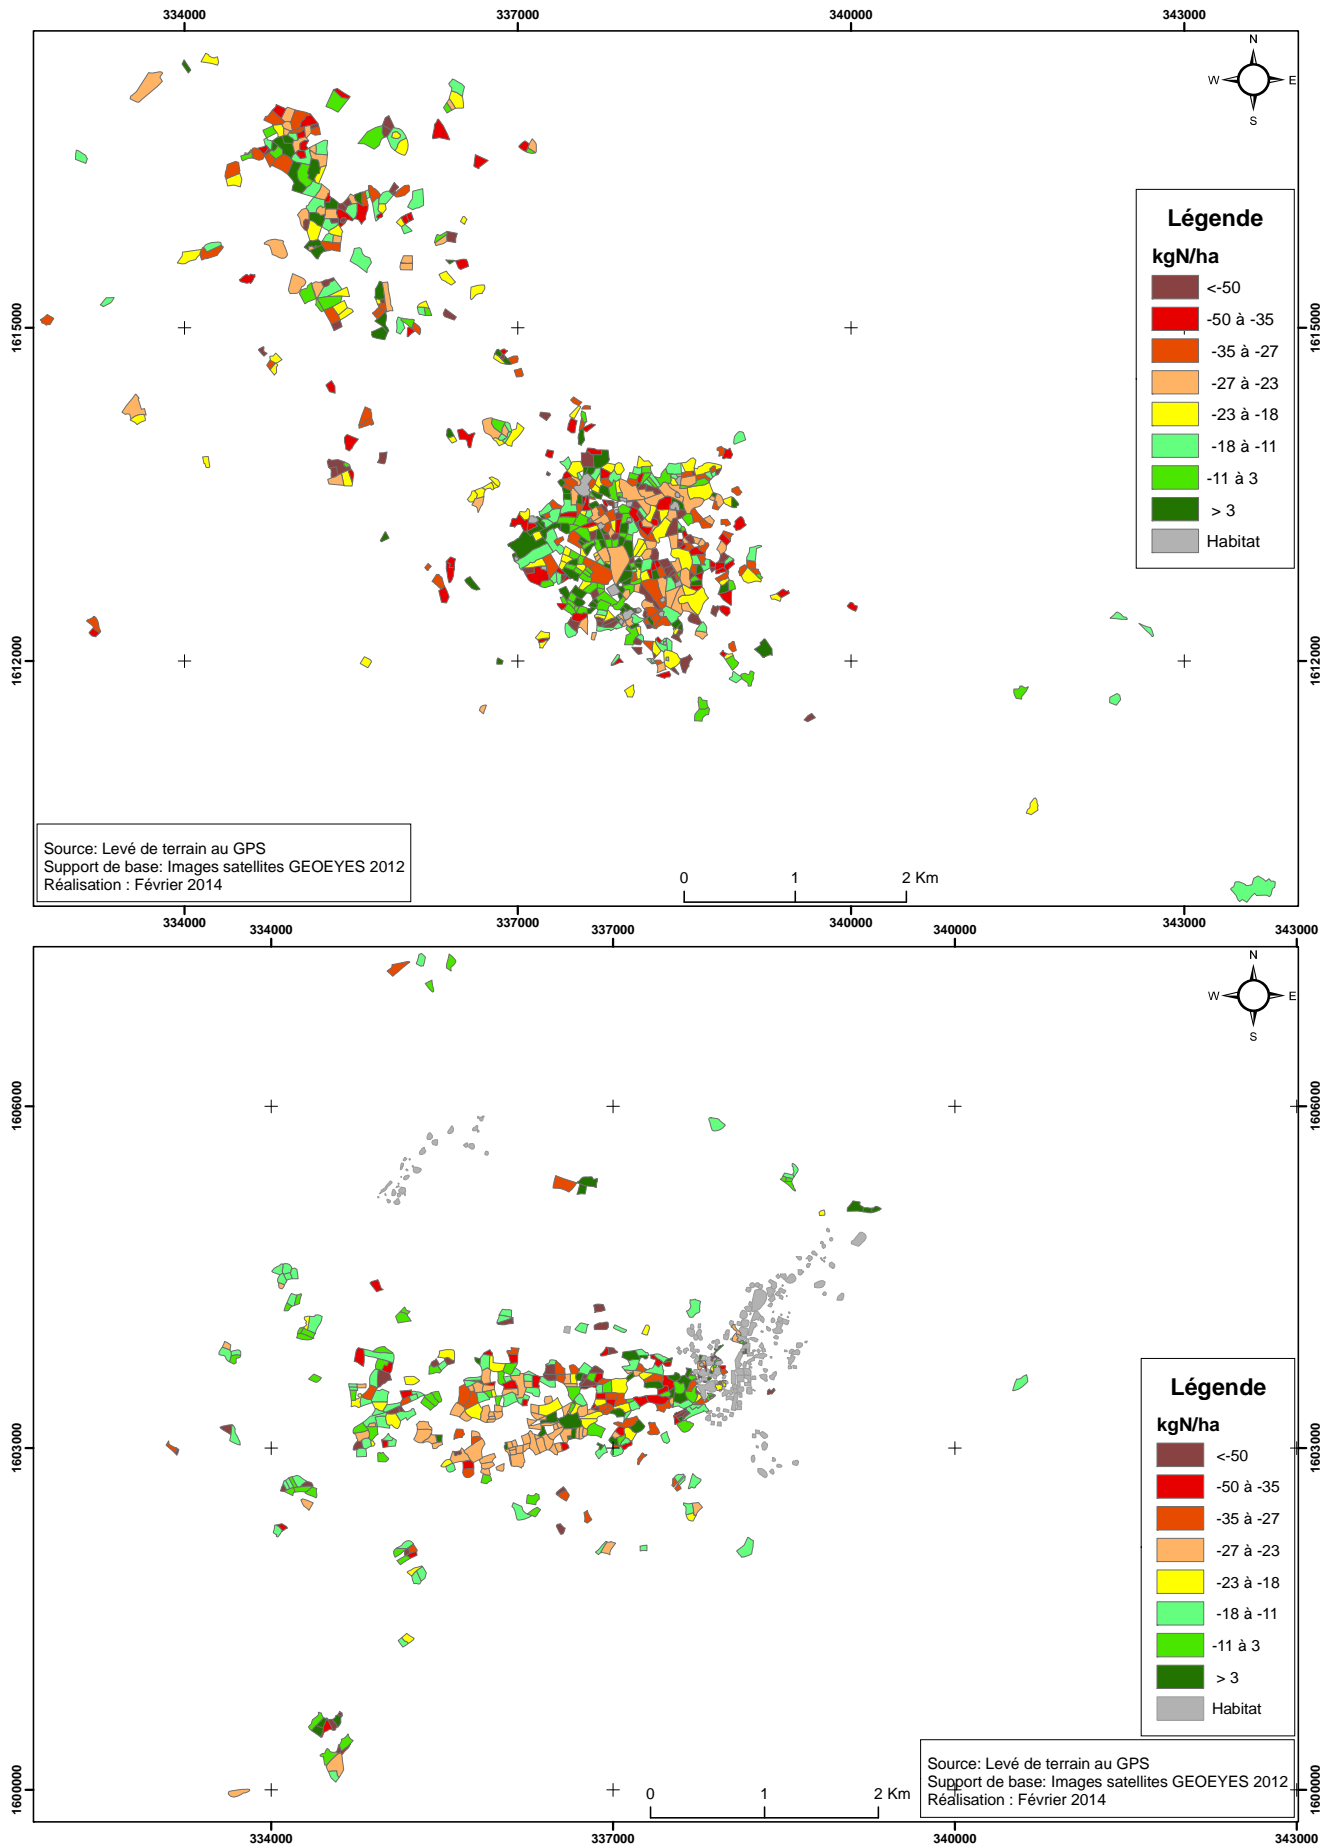 334000 337000 340000 343000
N
W E
S
Légende
kgN/ha
<-50
-50 à -35
-35 à -27
-27 à -23
-23 à -18
-18 à -11
-11 à 3
> 3
Habitat
1615000 1615000
1612000 1612000
Source: Levé de terrain au GPS
Support de base: Images satellites GEOEYES 2012
Réalisation : Février 2014
0 1 2 Km
334000 337000 340000 343000
334000 337000 340000 343000
N
W E
S
1606000 1606000
Légende
kgN/ha
<-50
-50 à -35
-35 à -27
-27 à -23
-23 à -18
-18 à -11
-11 à 3
> 3
Habitat
1603000 1603000
Source: Levé de terrain au GPS
Support de base: Images satellites GEOEYES 2012
Réalisation : Février 2014
1600000 1600000
0 1 2 Km
334000 337000 340000 343000